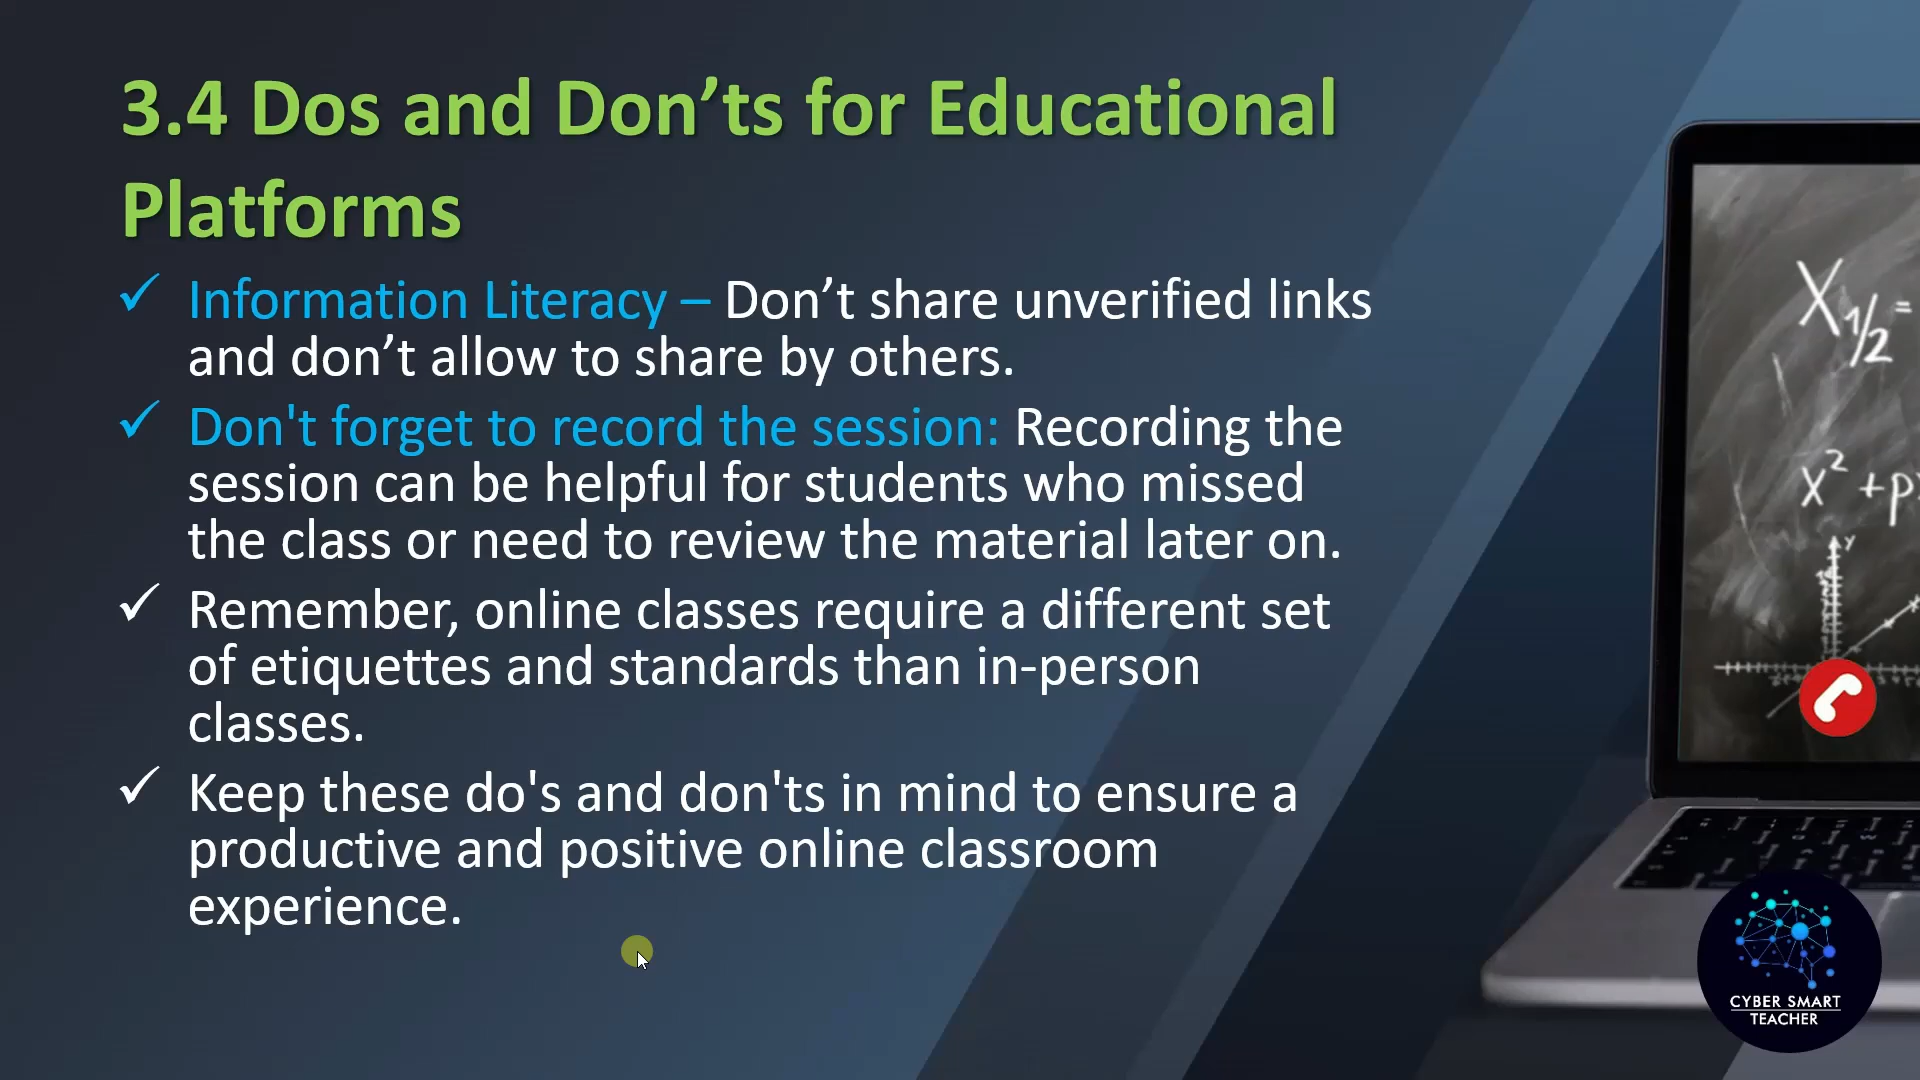 3.4 Dos and Don’ts for Educational
Platforms
✓ Information Literacy – Don’t share unverified links
and don’t allow to share by others.
✓ Don't forget to record the session: Recording the
session can be helpful for students who missed
the class or need to review the material later on.
✓ Remember, online classes require a different set
of etiquettes and standards than in-person
classes.
✓ Keep these do's and don'ts in mind to ensure a
productive and positive online classroom
experience.
X 1/2 =
x² + p
y
CYBER SMART
TEACHER